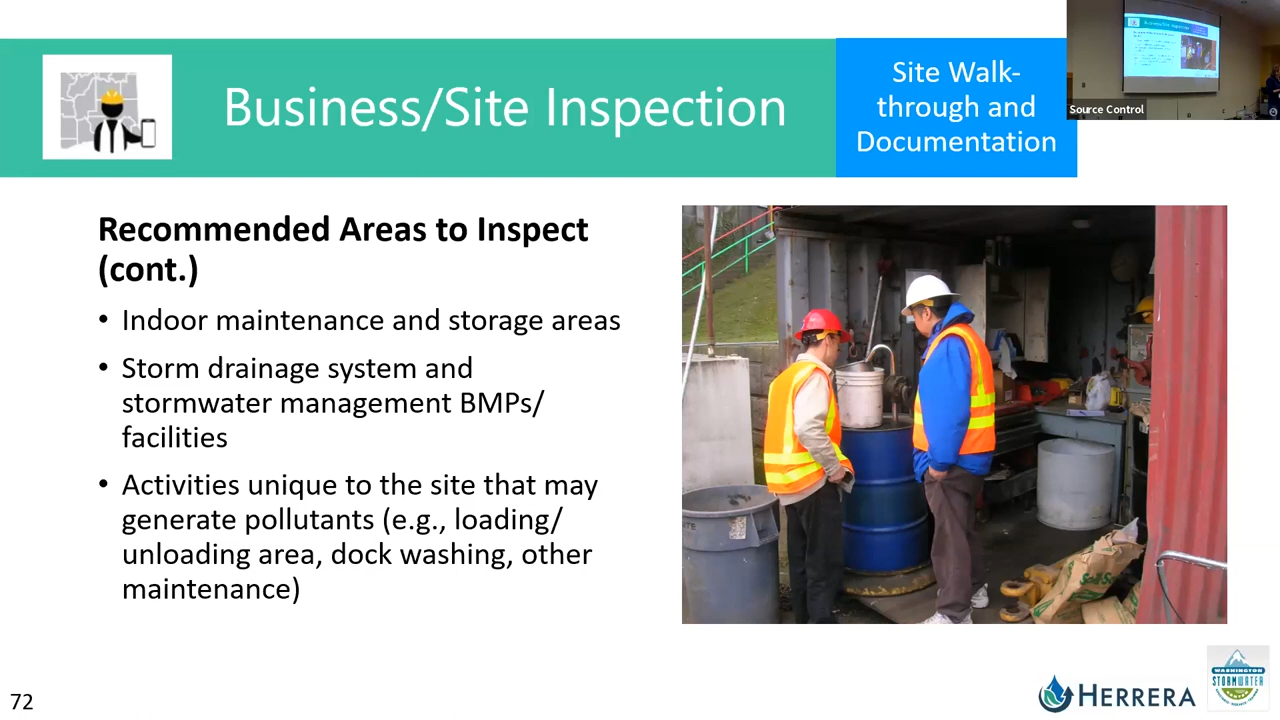 Business/Site Inspection
Site Walk-
through and
Documentation
Source Control
Recommended Areas to Inspect
(cont.)
• Indoor maintenance and storage areas
• Storm drainage system and
stormwater management BMPs/
facilities
• Activities unique to the site that may
generate pollutants (e.g., loading/
unloading area, dock washing, other
maintenance)
72
HERRERA
WASHINGTON
STORMWATER
CENTER